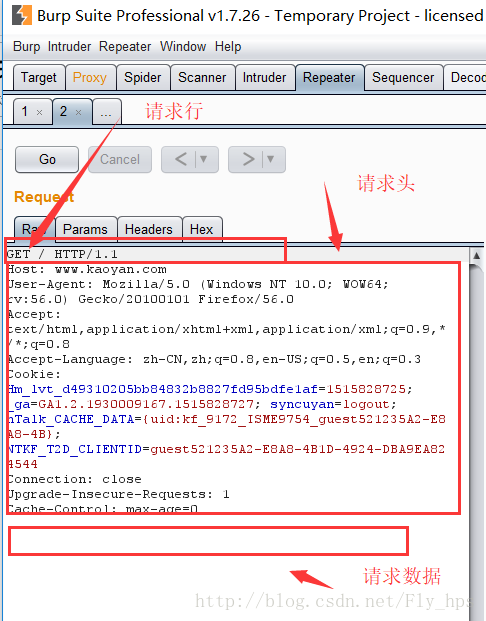 Burp Suite Professional v1.7.26 - Temporary Project - licensed
Burp Intruder Repeater Window Help
Target Proxy Spider Scanner Intruder Repeater Sequencer Decod
1 × 2 × ... 请求行
Go Cancel < ▼ > ▼
请求头
Request
Raw Params Headers Hex
GET / HTTP/1.1
Host: www.kaoyan.com
User-Agent: Mozilla/5.0 (Windows NT 10.0; WOW64;
rv:56.0) Gecko/20100101 Firefox/56.0
Accept:
text/html,application/xhtml+xml,application/xml;q=0.9,*
/*;q=0.8
Accept-Language: zh-CN,zh;q=0.8,en-US;q=0.5,en;q=0.3
Cookie:
Hm_lvt_d49310205bb84832b8827fd95bdfe1af=1515828725;
_ga=GA1.2.1930009167.1515828727; syncuyan=logout;
nTalk_CACHE_DATA={uid:kf_9172_ISME9754_guest521235A2-E8
A8-4B};
NTKF_T2D_CLIENTID=guest521235A2-E8A8-4B1D-4924-DBA9EA82
4544
Connection: close
Upgrade-Insecure-Requests: 1
Cache-Control: max-age=0
请求数据
http://blog.csdn.net/Fly_hps